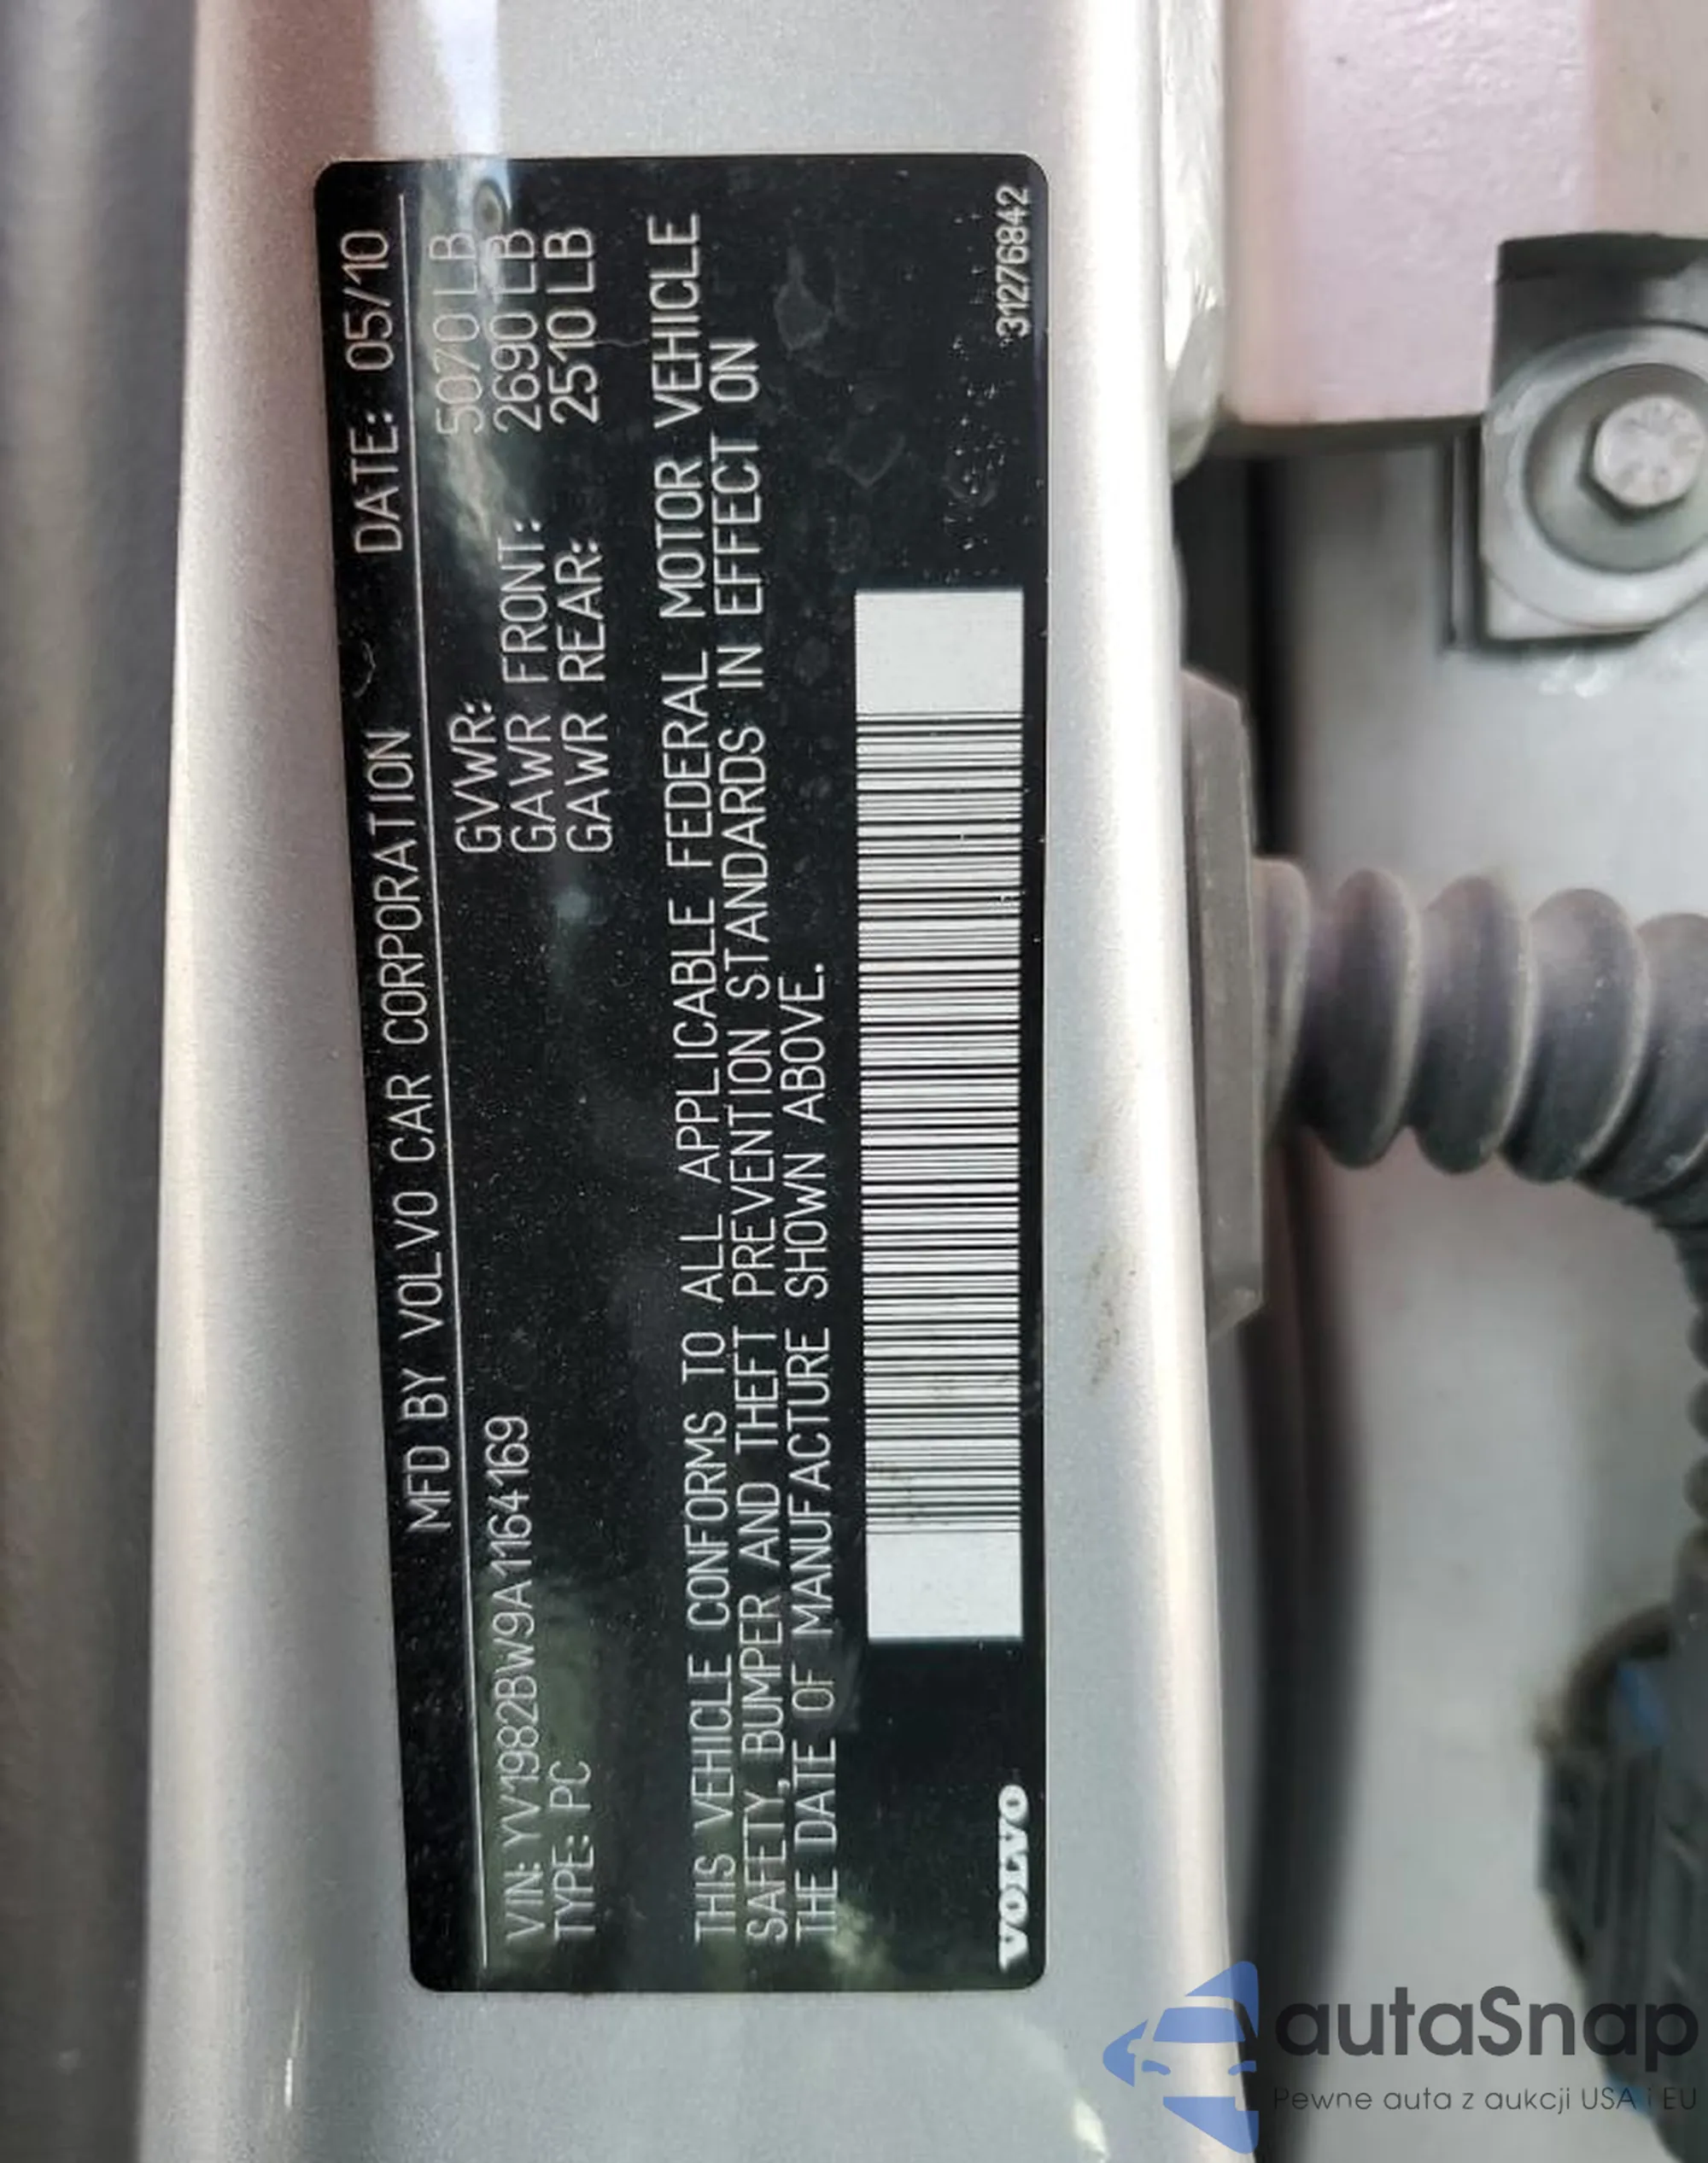 MFD BY VOLVO CAR CORPORATION DATE: 05/10
VIN: YV1982BW9A1164169 GVWR: 5070 LB
TYPE: PC GAWR FRONT: 2690 LB
GAWR REAR: 2510 LB
THIS VEHICLE CONFORMS TO ALL APPLICABLE FEDERAL MOTOR VEHICLE
SAFETY, BUMPER AND THEFT PREVENTION STANDARDS IN EFFECT ON
THE DATE OF MANUFACTURE SHOWN ABOVE.
VOLVO 31276842
autaSnap
Pewne auta z aukcji USA i EU